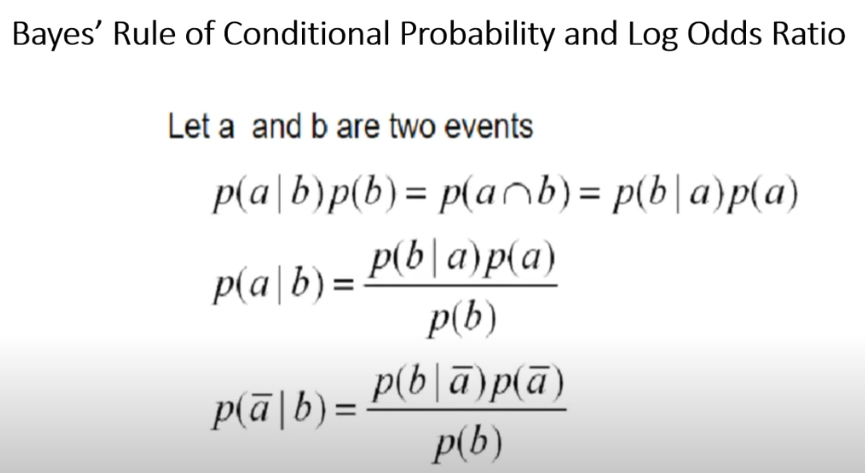 Bayes’ Rule of Conditional Probability and Log Odds Ratio
Let a and b are two events
p(a|b)p(b) = p(a∩b) = p(b|a)p(a)
p(a|b) = p(b|a)p(a) / p(b)
p(ā|b) = p(b|ā)p(ā) / p(b)